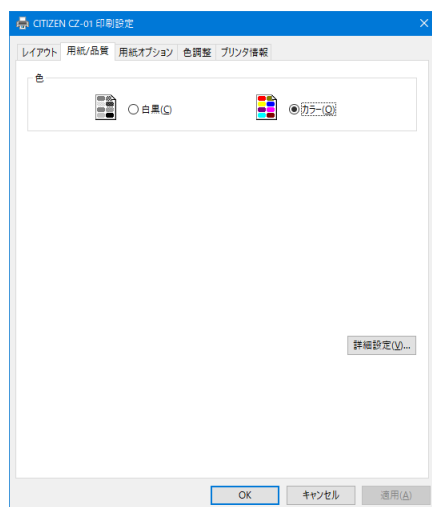 CITIZEN CZ-01 印刷設定
レイアウト 用紙/品質 用紙オプション 色調整 プリンタ情報
色
白黒(C) カラー(O)
詳細設定(V)...
OK キャンセル 適用(A)